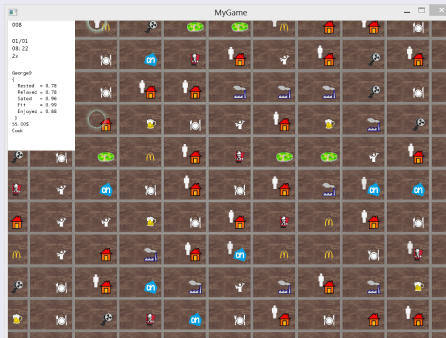 MyGame
008
01/01
08:22
2x
George0
{
Rested = 0.78
Relaxed = 0.78
Sated = 0.96
Fit = 0.99
Enjoyed = 0.88
}
55.00$
Cook